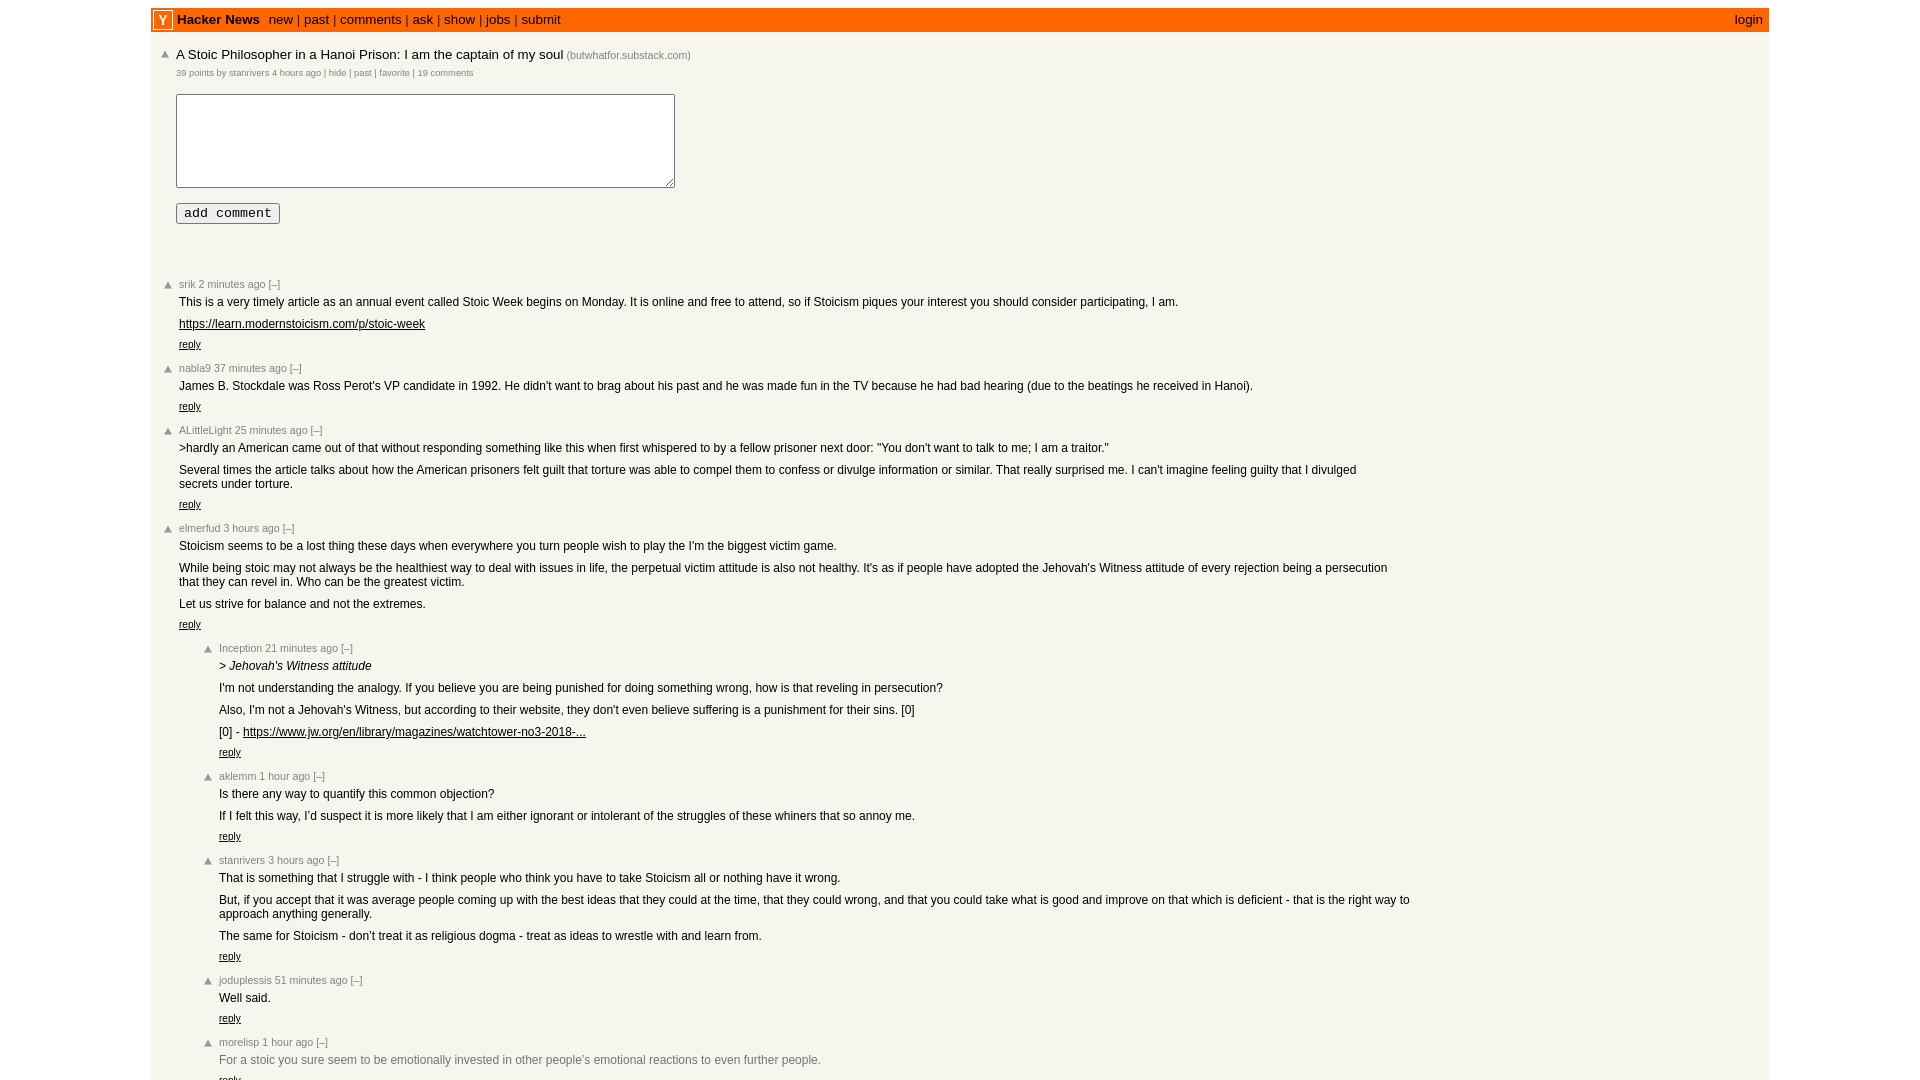 Y Hacker News new | past | comments | ask | show | jobs | submit login
A Stoic Philosopher in a Hanoi Prison: I am the captain of my soul (butwhatfor.substack.com)
39 points by stanrivers 4 hours ago | hide | past | favorite | 19 comments
add comment
srik 2 minutes ago [–]
This is a very timely article as an annual event called Stoic Week begins on Monday. It is online and free to attend, so if Stoicism piques your interest you should consider participating, I am.
https://learn.modernstoicism.com/p/stoic-week
reply
nabla9 37 minutes ago [–]
James B. Stockdale was Ross Perot's VP candidate in 1992. He didn't want to brag about his past and he was made fun in the TV because he had bad hearing (due to the beatings he received in Hanoi).
reply
ALittleLight 25 minutes ago [–]
>hardly an American came out of that without responding something like this when first whispered to by a fellow prisoner next door: "You don't want to talk to me; I am a traitor."
Several times the article talks about how the American prisoners felt guilt that torture was able to compel them to confess or divulge information or similar. That really surprised me. I can't imagine feeling guilty that I divulged
secrets under torture.
reply
elmerfud 3 hours ago [–]
Stoicism seems to be a lost thing these days when everywhere you turn people wish to play the I'm the biggest victim game.
While being stoic may not always be the healthiest way to deal with issues in life, the perpetual victim attitude is also not healthy. It's as if people have adopted the Jehovah's Witness attitude of every rejection being a persecution
that they can revel in. Who can be the greatest victim.
Let us strive for balance and not the extremes.
reply
Inception 21 minutes ago [–]
> Jehovah's Witness attitude
I'm not understanding the analogy. If you believe you are being punished for doing something wrong, how is that reveling in persecution?
Also, I'm not a Jehovah's Witness, but according to their website, they don't even believe suffering is a punishment for their sins. [0]
[0] - https://www.jw.org/en/library/magazines/watchtower-no3-2018-...
reply
aklemm 1 hour ago [–]
Is there any way to quantify this common objection?
If I felt this way, I’d suspect it is more likely that I am either ignorant or intolerant of the struggles of these whiners that so annoy me.
reply
stanrivers 3 hours ago [–]
That is something that I struggle with - I think people who think you have to take Stoicism all or nothing have it wrong.
But, if you accept that it was average people coming up with the best ideas that they could at the time, that they could wrong, and that you could take what is good and improve on that which is deficient - that is the right way to
approach anything generally.
The same for Stoicism - don’t treat it as religious dogma - treat as ideas to wrestle with and learn from.
reply
joduplessis 51 minutes ago [–]
Well said.
reply
morelisp 1 hour ago [–]
For a stoic you sure seem to be emotionally invested in other people’s emotional reactions to even further people.
reply